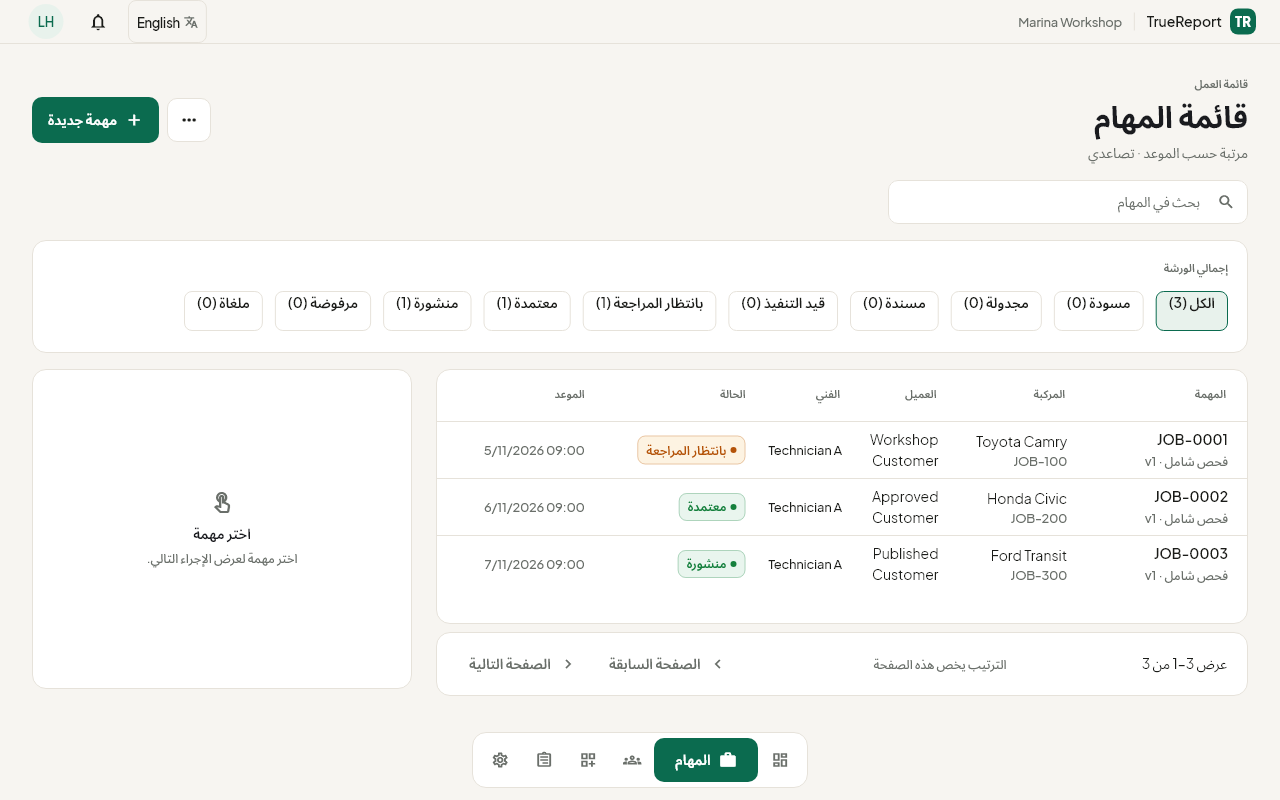 TR TrueReport Marina Workshop
English LH
قائمة العمل
قائمة المهام
مرتبة حسب الموعد · تصاعدي
مهمة جديدة
بحث في المهام
إجمالي الورشة
الكل (3) مسودة (0) مجدولة (0) مسندة (0) قيد التنفيذ (0) بانتظار المراجعة (1) معتمدة (1) منشورة (1) مرفوضة (0) ملغاة (0)
المهمة المركبة العميل الفني الحالة الموعد
JOB-0001 Toyota Camry Workshop Customer Technician A بانتظار المراجعة 5/11/2026 09:00
فحص شامل · v1 JOB-100
JOB-0002 Honda Civic Approved Customer Technician A معتمدة 6/11/2026 09:00
فحص شامل · v1 JOB-200
JOB-0003 Ford Transit Published Customer Technician A منشورة 7/11/2026 09:00
فحص شامل · v1 JOB-300
عرض 3–1 من 3 الترتيب يخص هذه الصفحة الصفحة السابقة الصفحة التالية
اختر مهمة
اختر مهمة لعرض الإجراء التالي.
المهام